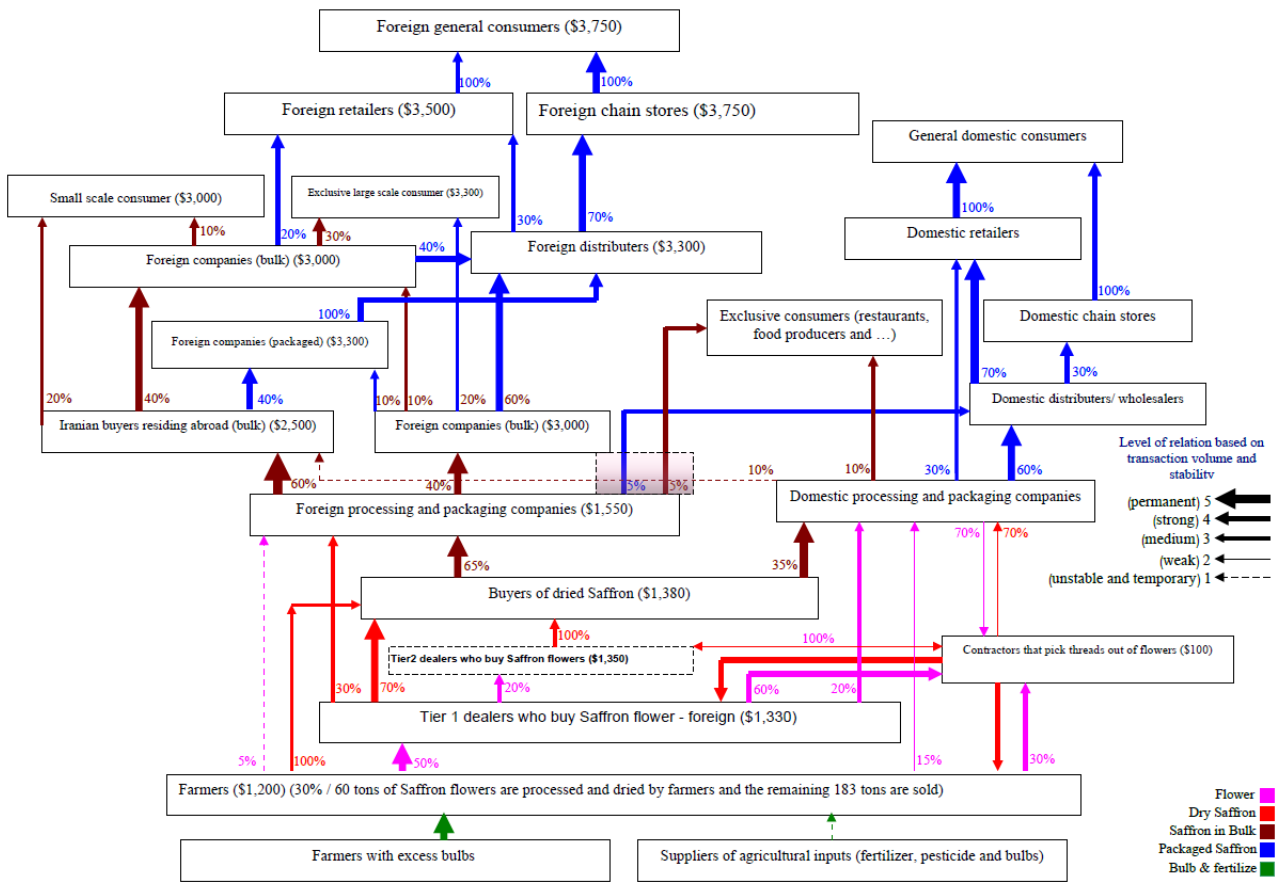 Foreign general consumers ($3,750)
100%
100%
Foreign retailers ($3,500)
Foreign chain stores ($3,750)
General domestic consumers
Small scale consumer ($3,000)
Exclusive large scale consumer ($3,300)
100%
10%
20%
30%
40%
30%
70%
Foreign companies (bulk) ($3,000)
Foreign distributers ($3,300)
Domestic retailers
100%
100%
Foreign companies (packaged) ($3,300)
Exclusive consumers (restaurants,
food producers and …)
Domestic chain stores
20%
40%
40%
10%
10%
20%
60%
70%
30%
Iranian buyers residing abroad (bulk) ($2,500)
Foreign companies (bulk) ($3,000)
Domestic distributers/ wholesalers
Level of relation based on
transaction volume and
stability
60%
40%
5%
5%
10%
10%
30%
60%
Foreign processing and packaging companies ($1,550)
Domestic processing and packaging companies
(permanent) 5
(strong) 4
(medium) 3
(weak) 2
(unstable and temporary) 1
65%
35%
70%
70%
Buyers of dried Saffron ($1,380)
100%
100%
Tier2 dealers who buy Saffron flowers ($1,350)
Contractors that pick threads out of flowers ($100)
30%
70%
20%
60%
20%
Tier 1 dealers who buy Saffron flower - foreign ($1,330)
5%
100%
50%
15%
30%
Farmers ($1,200) (30% / 60 tons of Saffron flowers are processed and dried by farmers and the remaining 183 tons are sold)
Farmers with excess bulbs
Suppliers of agricultural inputs (fertilizer, pesticide and bulbs)
Flower
Dry Saffron
Saffron in Bulk
Packaged Saffron
Bulb & fertilize